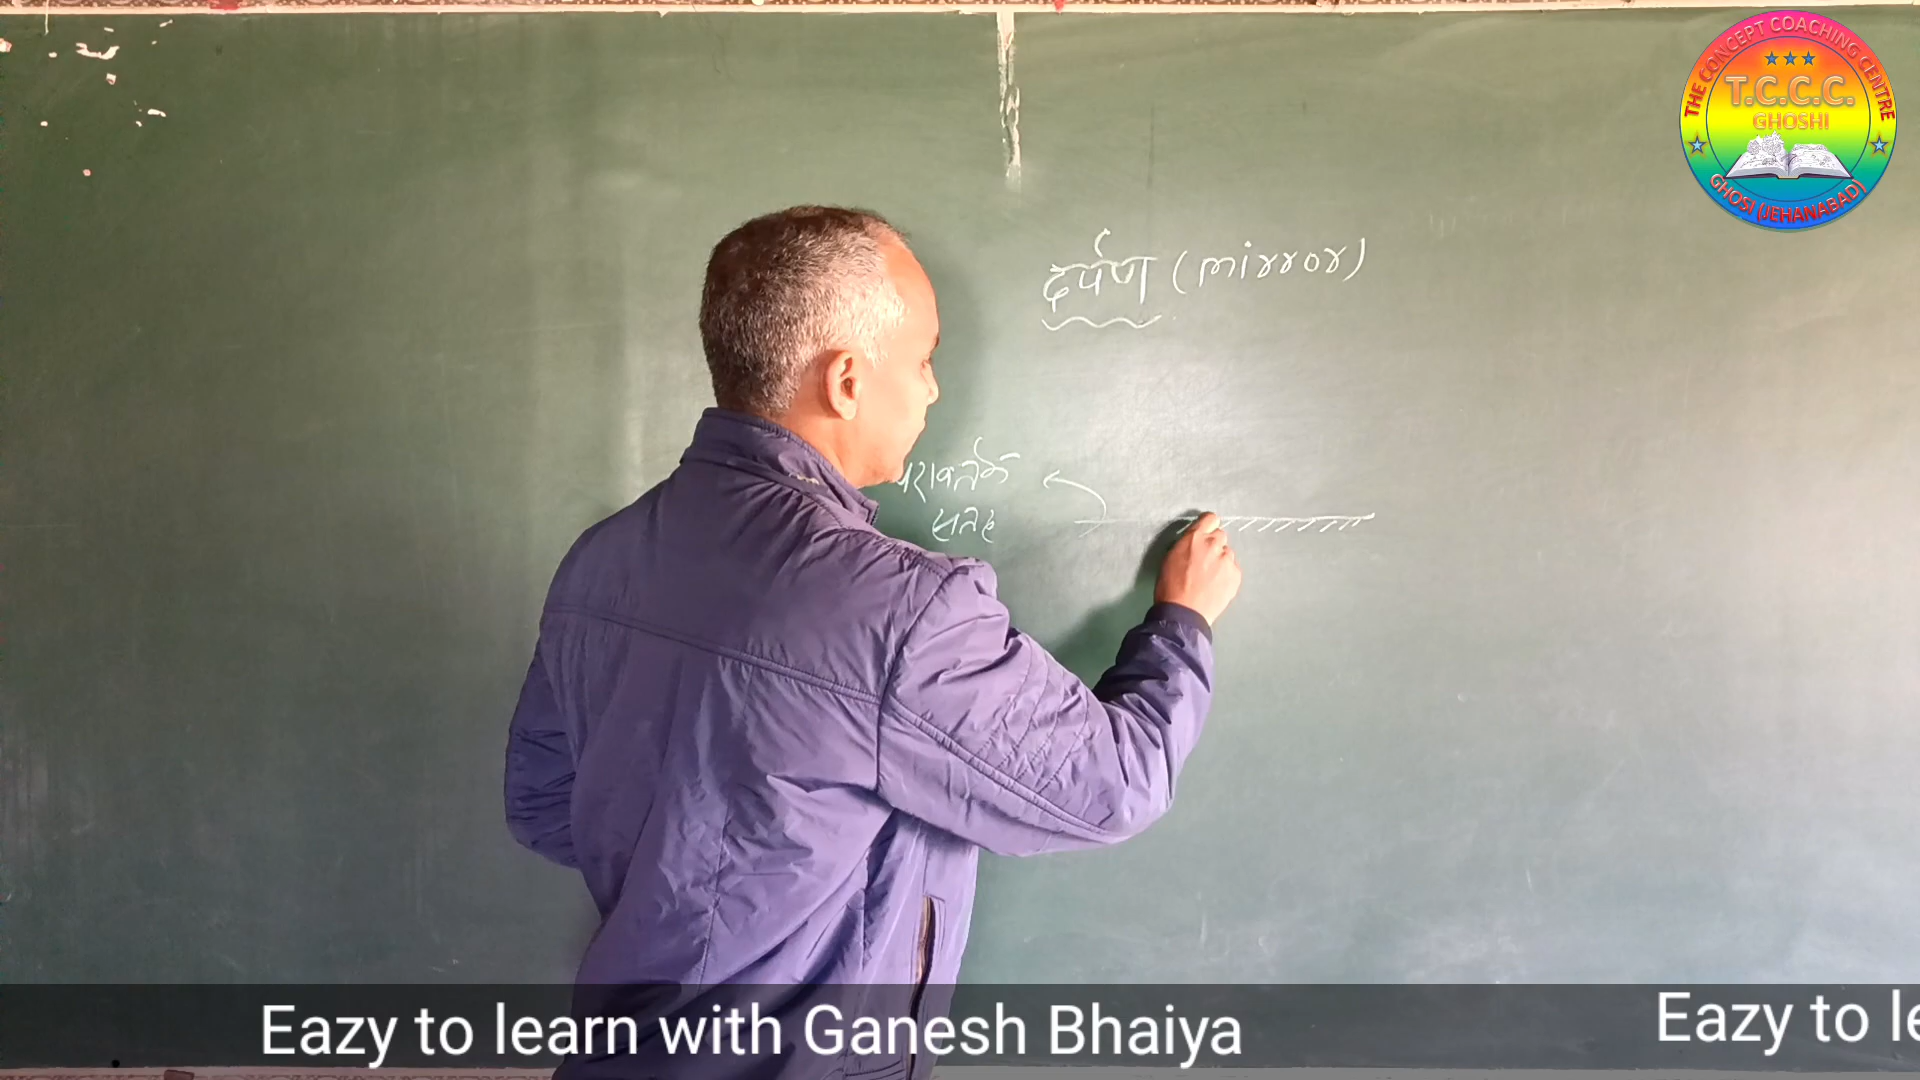 THE CONCEPT COACHING CENTRE
T.C.C.C.
GHOSHI
GHOSI (JEHANABAD)
दर्पण (mirror)
परावर्तक
सतह
Eazy to learn with Ganesh Bhaiya
Eazy to le